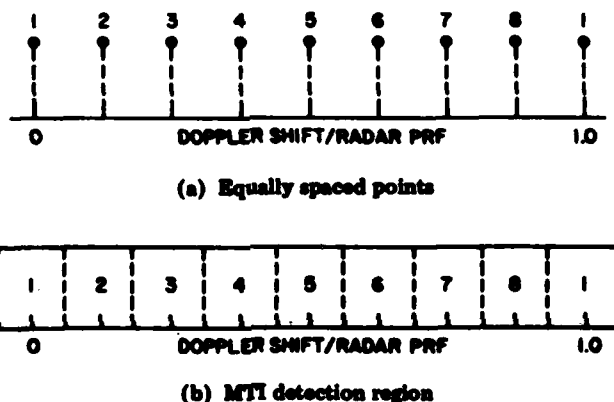 1 2 3 4 5 6 7 8 1
0 DOPPLER SHIFT/RADAR PRF 1.0
(a) Equally spaced points
1 2 3 4 5 6 7 8 1
0 DOPPLER SHIFT/RADAR PRF 1.0
(b) MTI detection region